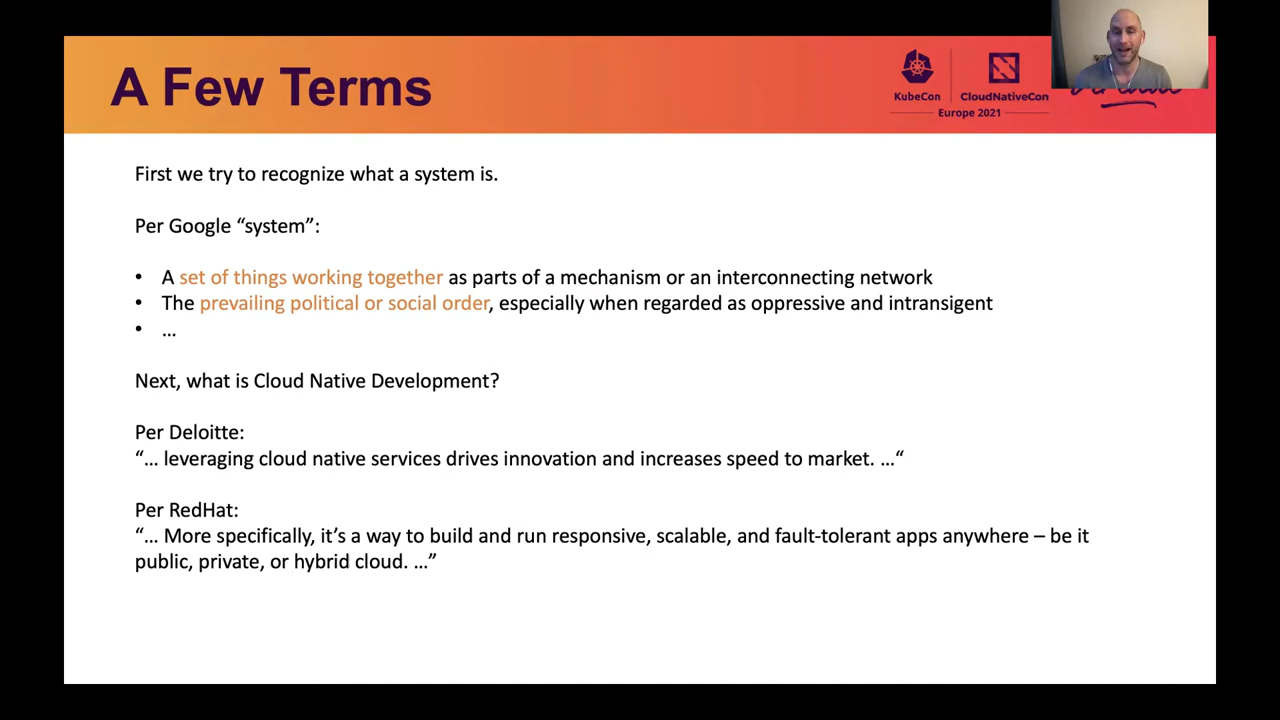 A Few Terms
KubeCon
CloudNativeCon
Europe 2021
First we try to recognize what a system is.
Per Google “system”:
• A set of things working together as parts of a mechanism or an interconnecting network
• The prevailing political or social order, especially when regarded as oppressive and intransigent
• …
Next, what is Cloud Native Development?
Per Deloitte:
“… leveraging cloud native services drives innovation and increases speed to market. …“
Per RedHat:
“… More specifically, it’s a way to build and run responsive, scalable, and fault-tolerant apps anywhere – be it
public, private, or hybrid cloud. …”